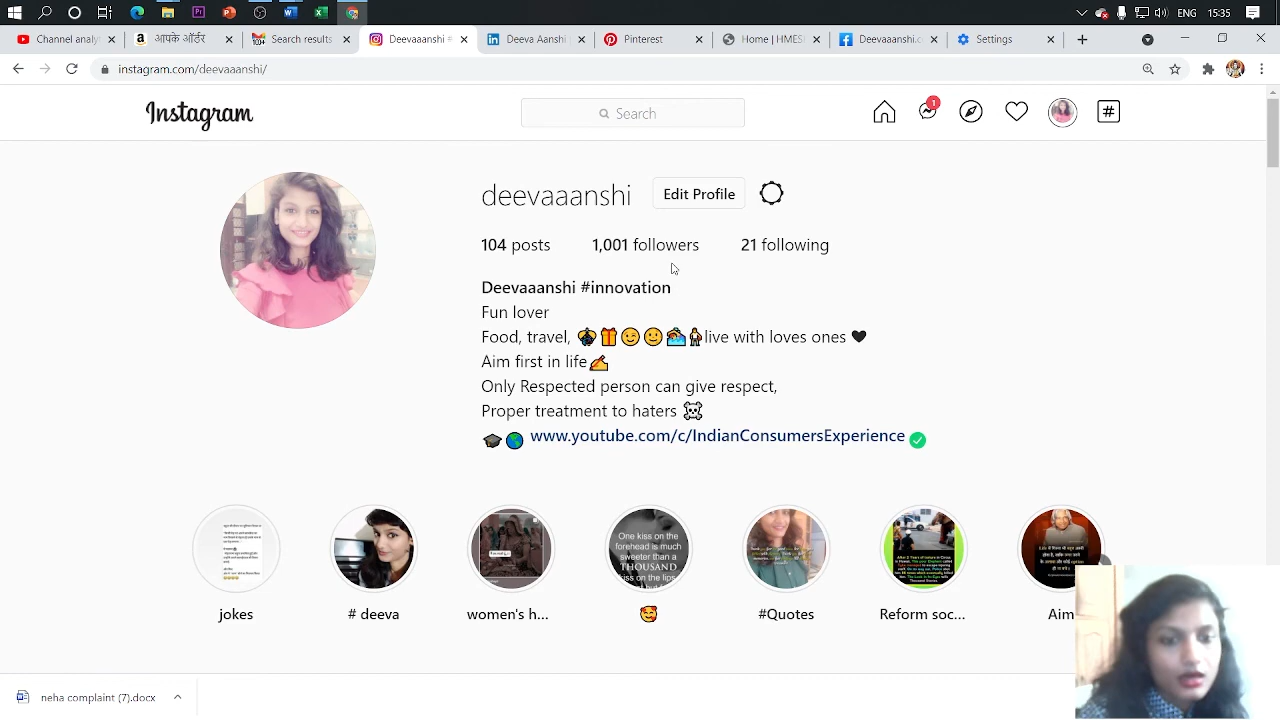 ENG 15:35
Channel analyt
आपके ऑर्डर
Search results
Deevaaanshi #
Deeva Aanshi
Pinterest
Home | HMES
Deevaaanshi.c
Settings
instagram.com/deevaaanshi/
Instagram
Search
1
#
deevaaanshi
Edit Profile
104 posts 1,001 followers 21 following
Deevaaanshi #innovation
Fun lover
Food, travel, 🎁😉🙂live with loves ones 🖤
Aim first in life✍
Only Respected person can give respect,
Proper treatment to haters ☠
🎓🌎 www.youtube.com/c/IndianConsumersExperience ✅
One kiss on the
forehead is much
sweeter than a
THOUSAND
kiss on the lips
jokes
# deeva
women's h...
🥰
#Quotes
Reform soc...
Aim
neha complaint (7).docx